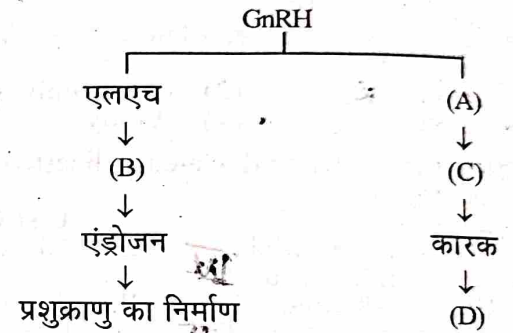 GnRH
एलएच (A)
↓ ↓
(B) (C)
↓ ↓
एंड्रोजन कारक
↓ ↓
प्रशुक्राणु का निर्माण (D)